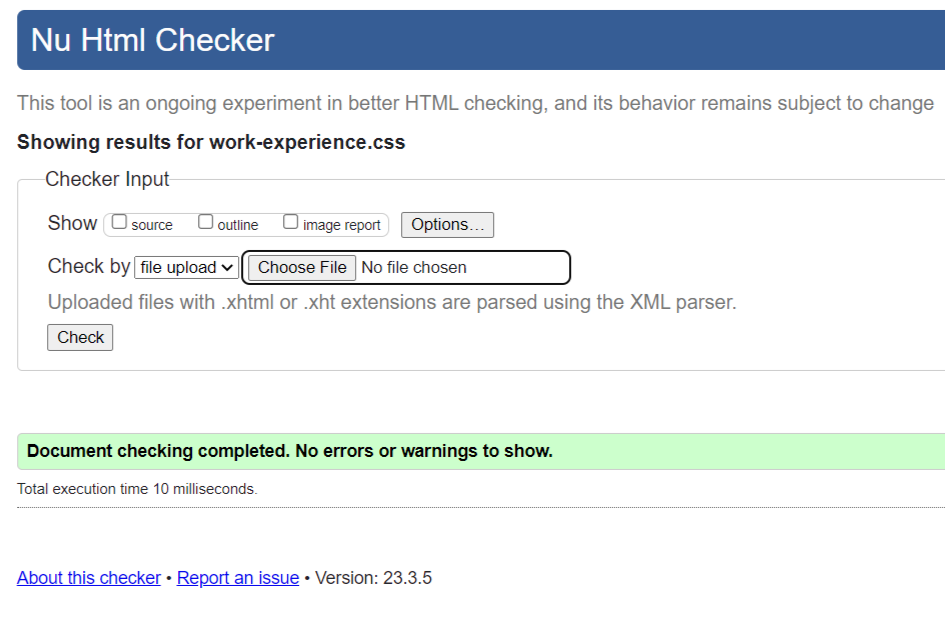 Nu Html Checker
This tool is an ongoing experiment in better HTML checking, and its behavior remains subject to change
Showing results for work-experience.css
Checker Input
Show source outline image report Options…
Check by file upload Choose File No file chosen
Uploaded files with .xhtml or .xht extensions are parsed using the XML parser.
Check
Document checking completed. No errors or warnings to show.
Total execution time 10 milliseconds.
About this checker • Report an issue • Version: 23.3.5